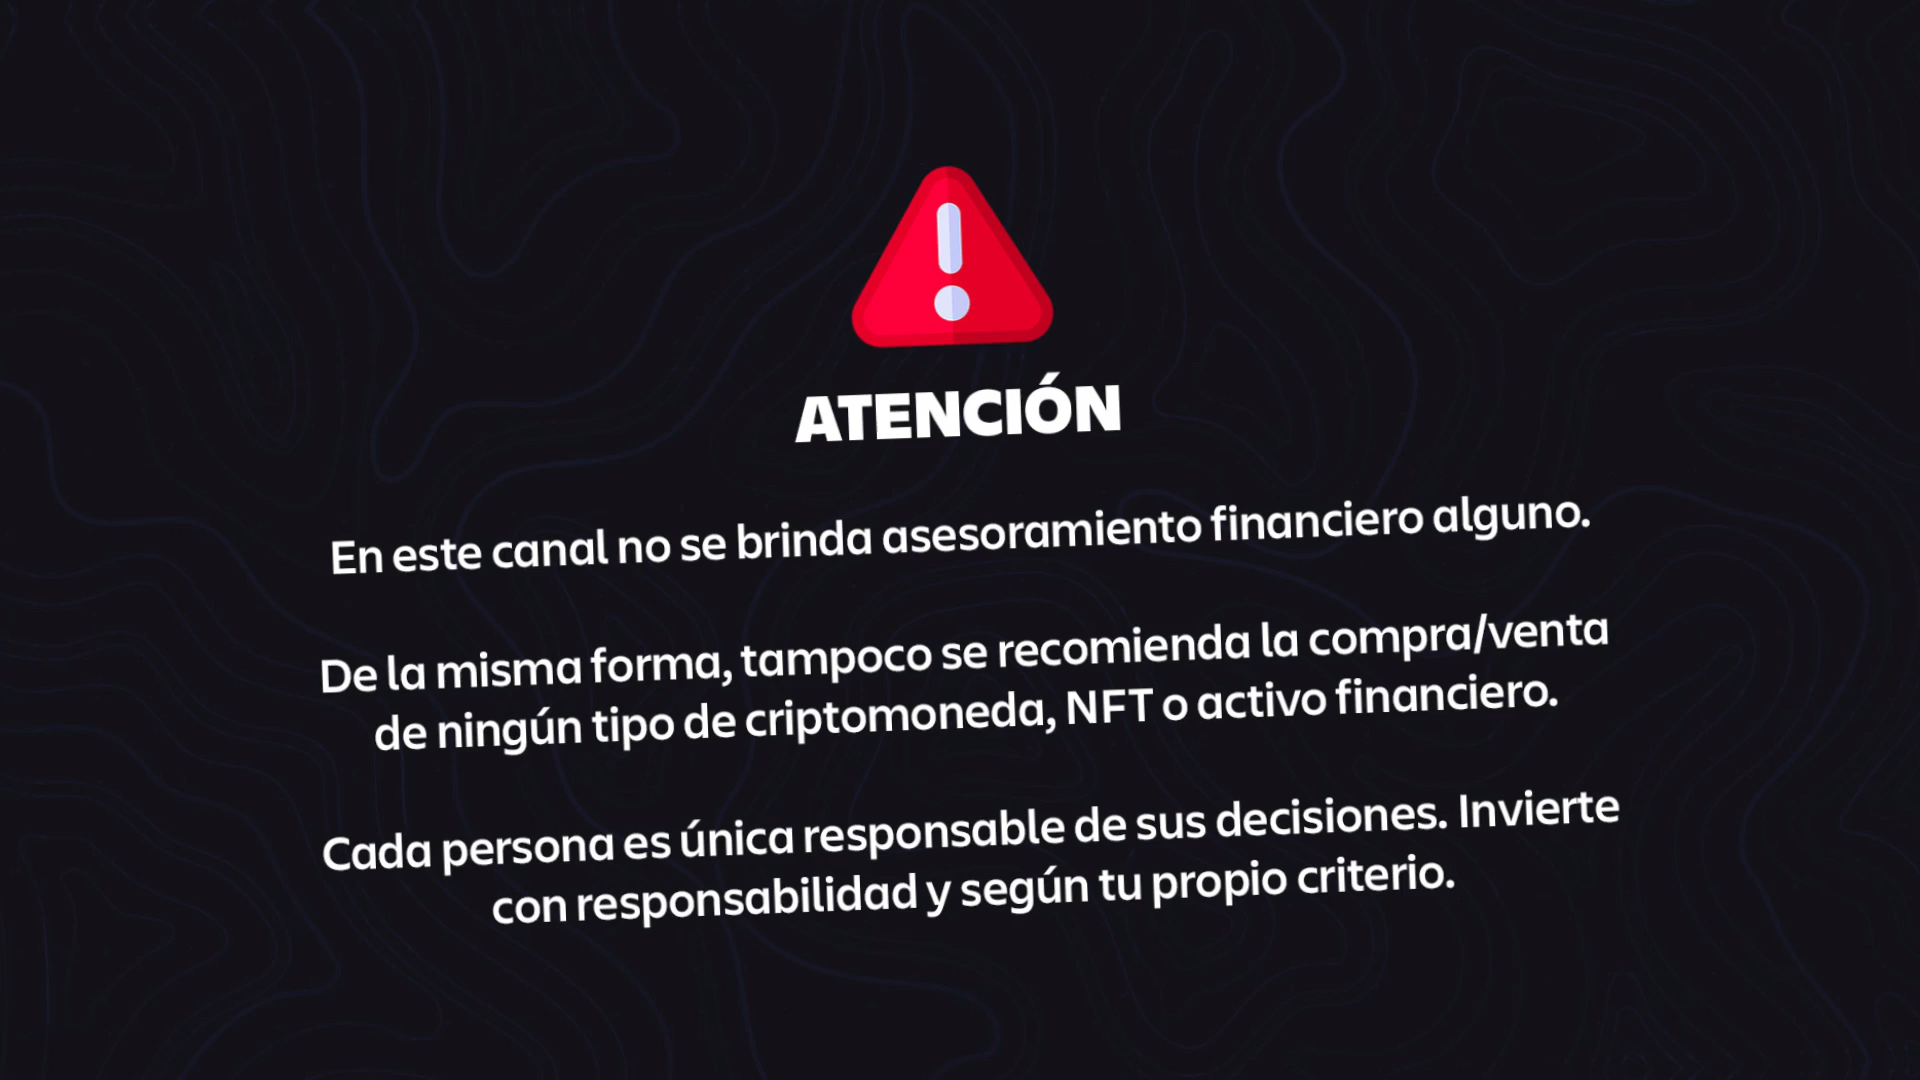 ATENCIÓN
En este canal no se brinda asesoramiento financiero alguno.
De la misma forma, tampoco se recomienda la compra/venta
de ningún tipo de criptomoneda, NFT o activo financiero.
Cada persona es única responsable de sus decisiones. Invierte
con responsabilidad y según tu propio criterio.